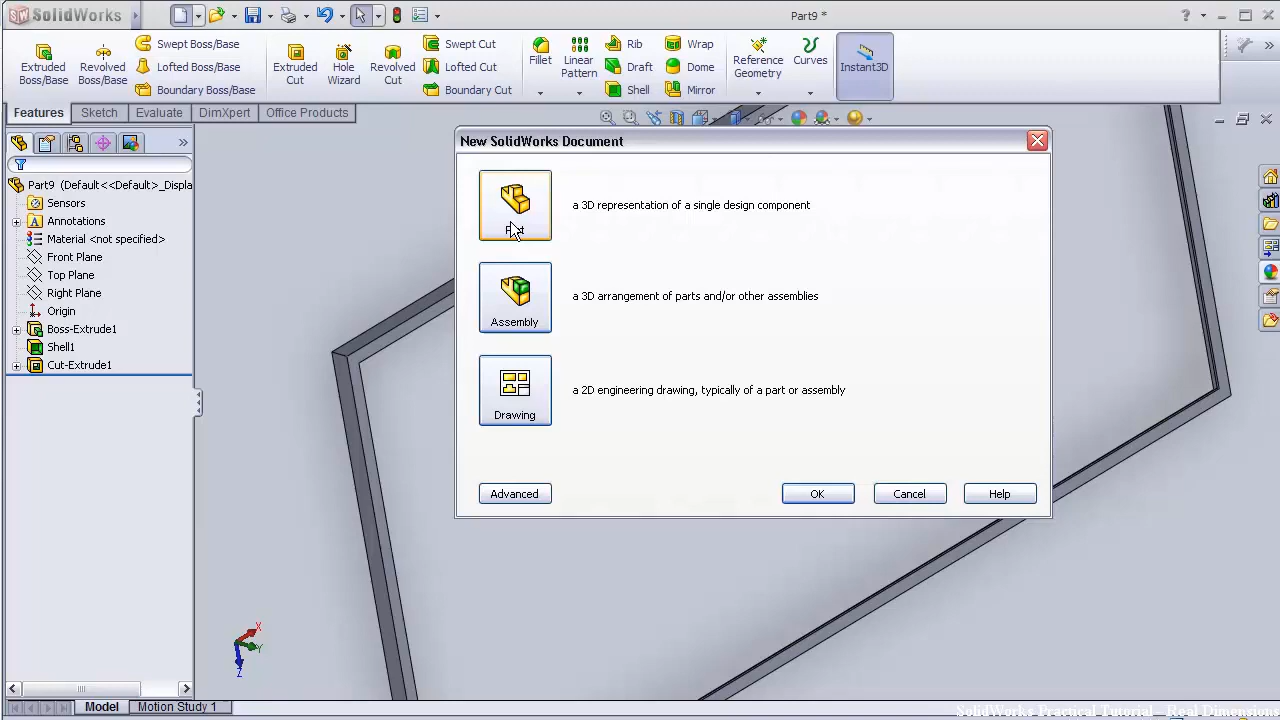 SolidWorks
Part9 *
Extruded Boss/Base
Revolved Boss/Base
Swept Boss/Base
Lofted Boss/Base
Boundary Boss/Base
Extruded Cut
Hole Wizard
Revolved Cut
Swept Cut
Lofted Cut
Boundary Cut
Fillet
Linear Pattern
Rib
Draft
Shell
Wrap
Dome
Mirror
Reference Geometry
Curves
Instant3D
Features
Sketch
Evaluate
DimXpert
Office Products
Part9 (Default<<Default>_Displa
Sensors
Annotations
Material <not specified>
Front Plane
Top Plane
Right Plane
Origin
Boss-Extrude1
Shell1
Cut-Extrude1
New SolidWorks Document
a 3D representation of a single design component
Assembly
a 3D arrangement of parts and/or other assemblies
Drawing
a 2D engineering drawing, typically of a part or assembly
Advanced
OK
Cancel
Help
X
Y
Z
Model
Motion Study 1
SolidWorks Practical Tutorial - Real Dimensions